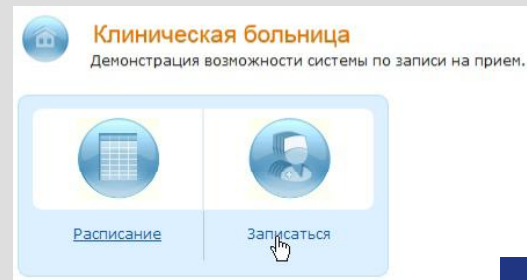 Клиническая больница
Демонстрация возможности системы по записи на прием.
Расписание
Записаться